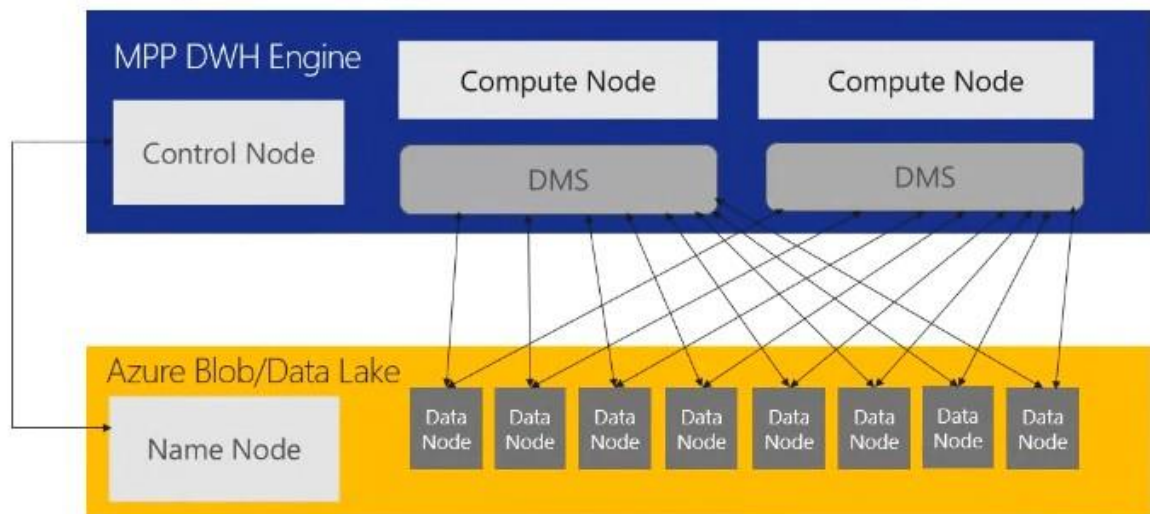 MPP DWH Engine
Control Node
Compute Node
Compute Node
DMS
DMS
Azure Blob/Data Lake
Name Node
Data
Node
Data
Node
Data
Node
Data
Node
Data
Node
Data
Node
Data
Node
Data
Node